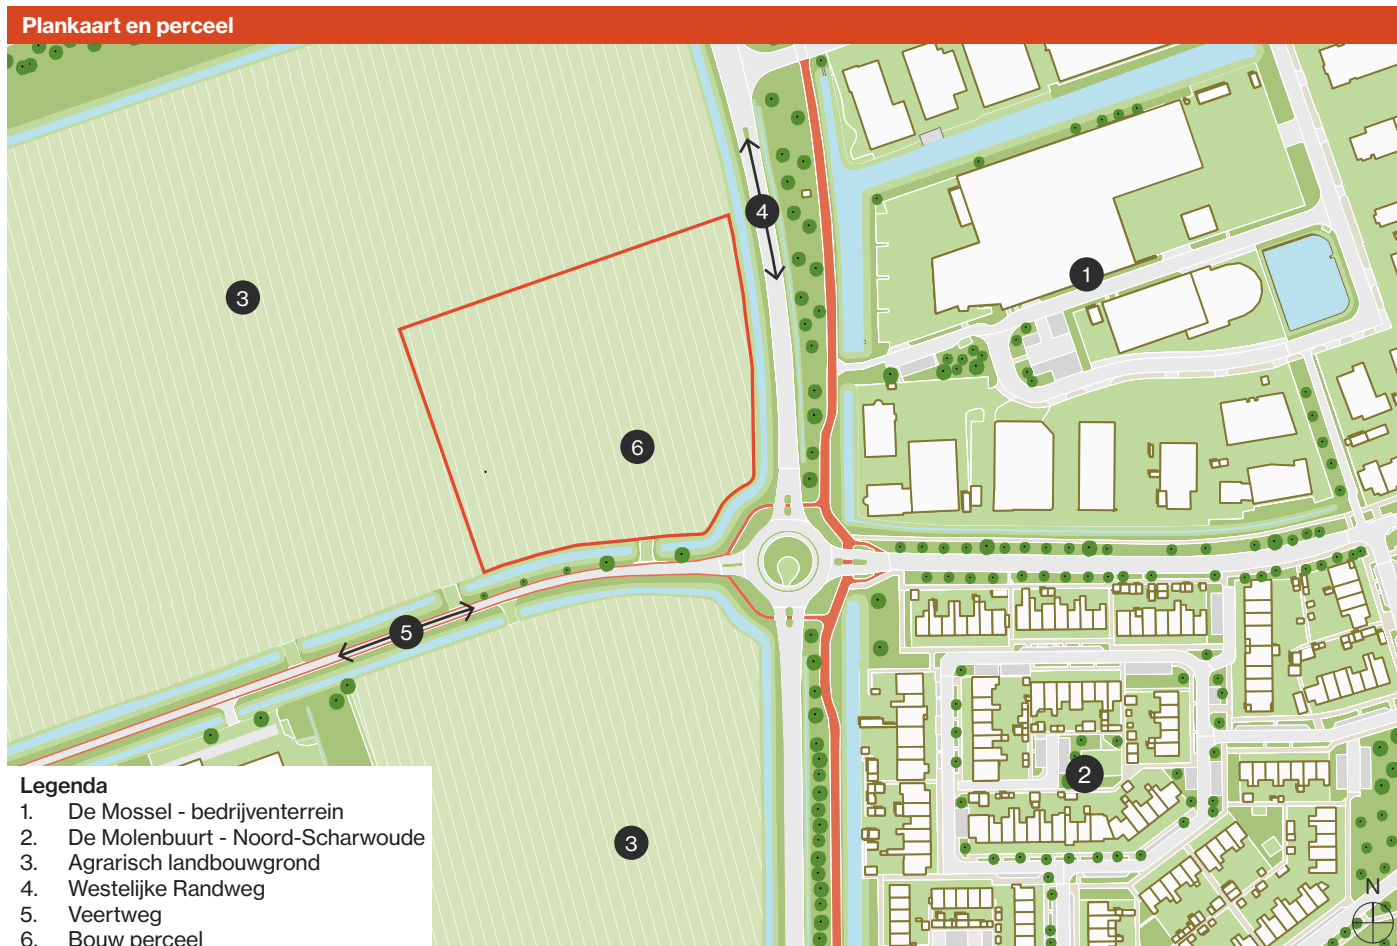 Plankaart en perceel
4
3
1
6
5
2
3
Legenda
1. De Mossel - bedrijventerrein
2. De Molenbuurt - Noord-Scharwoude
3. Agrarisch landbouwgrond
4. Westelijke Randweg
5. Veertweg
6. Bouw perceel
N